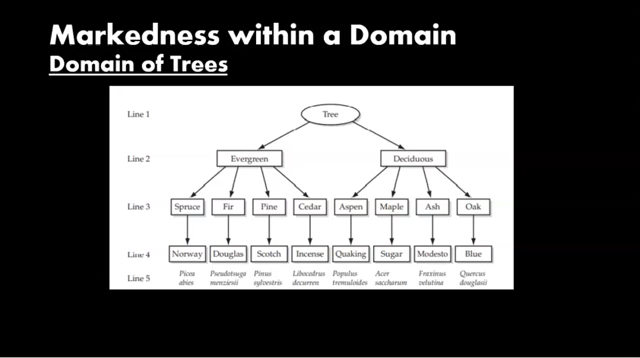 Markedness within a Domain
Domain of Trees
Line 1 Tree
Line 2 Evergreen Deciduous
Line 3 Spruce Fir Pine Cedar Aspen Maple Ash Oak
Line 4 Norway Douglas Scotch Incense Quaking Sugar Modesto Blue
Line 5 Picea Pseudotsuga Pinus Libocedrus Populus Acer Fraxinus Quercus
abies menziesii sylvestris decurren tremuloides saccharum velutina douglasii